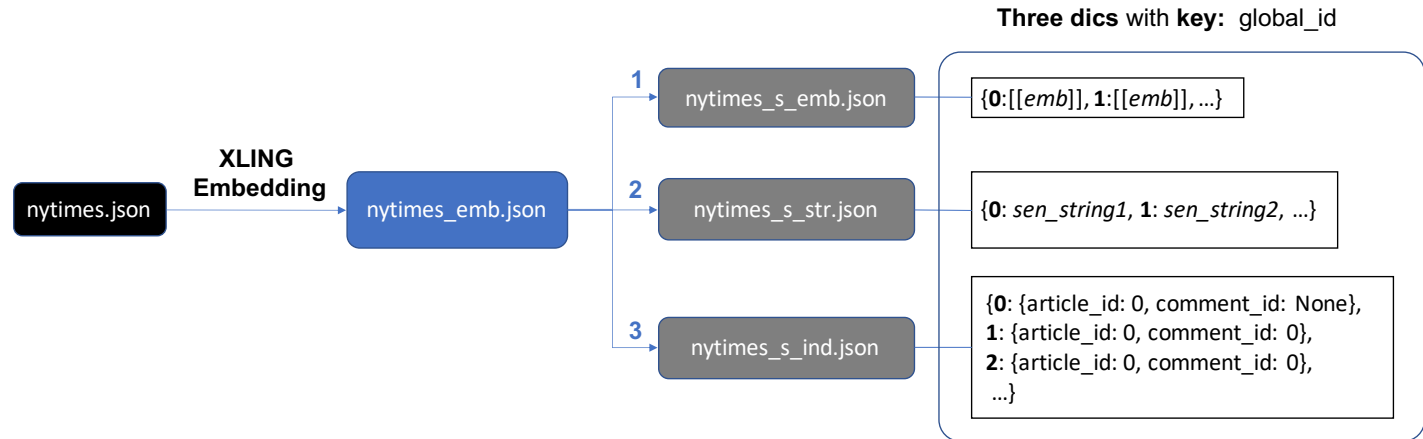 Three dics with key: global_id
1
nytimes_s_emb.json
{0:[[emb]], 1:[[emb]], ...}
XLING
Embedding
nytimes.json
nytimes_emb.json
2
nytimes_s_str.json
{0: sen_string1, 1: sen_string2, ...}
3
nytimes_s_ind.json
{0: {article_id: 0, comment_id: None},
1: {article_id: 0, comment_id: 0},
2: {article_id: 0, comment_id: 0},
...}